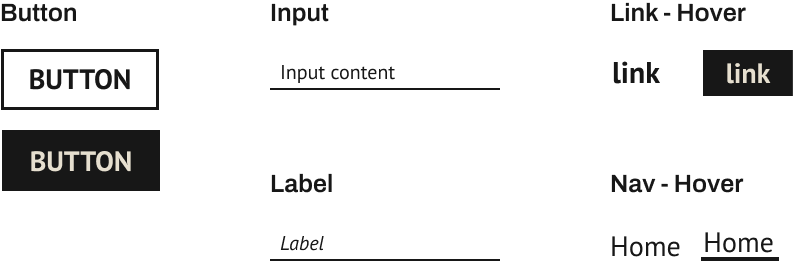 Button
BUTTON
BUTTON
Input
Input content
Label
Label
Link - Hover
link
link
Nav - Hover
Home
Home